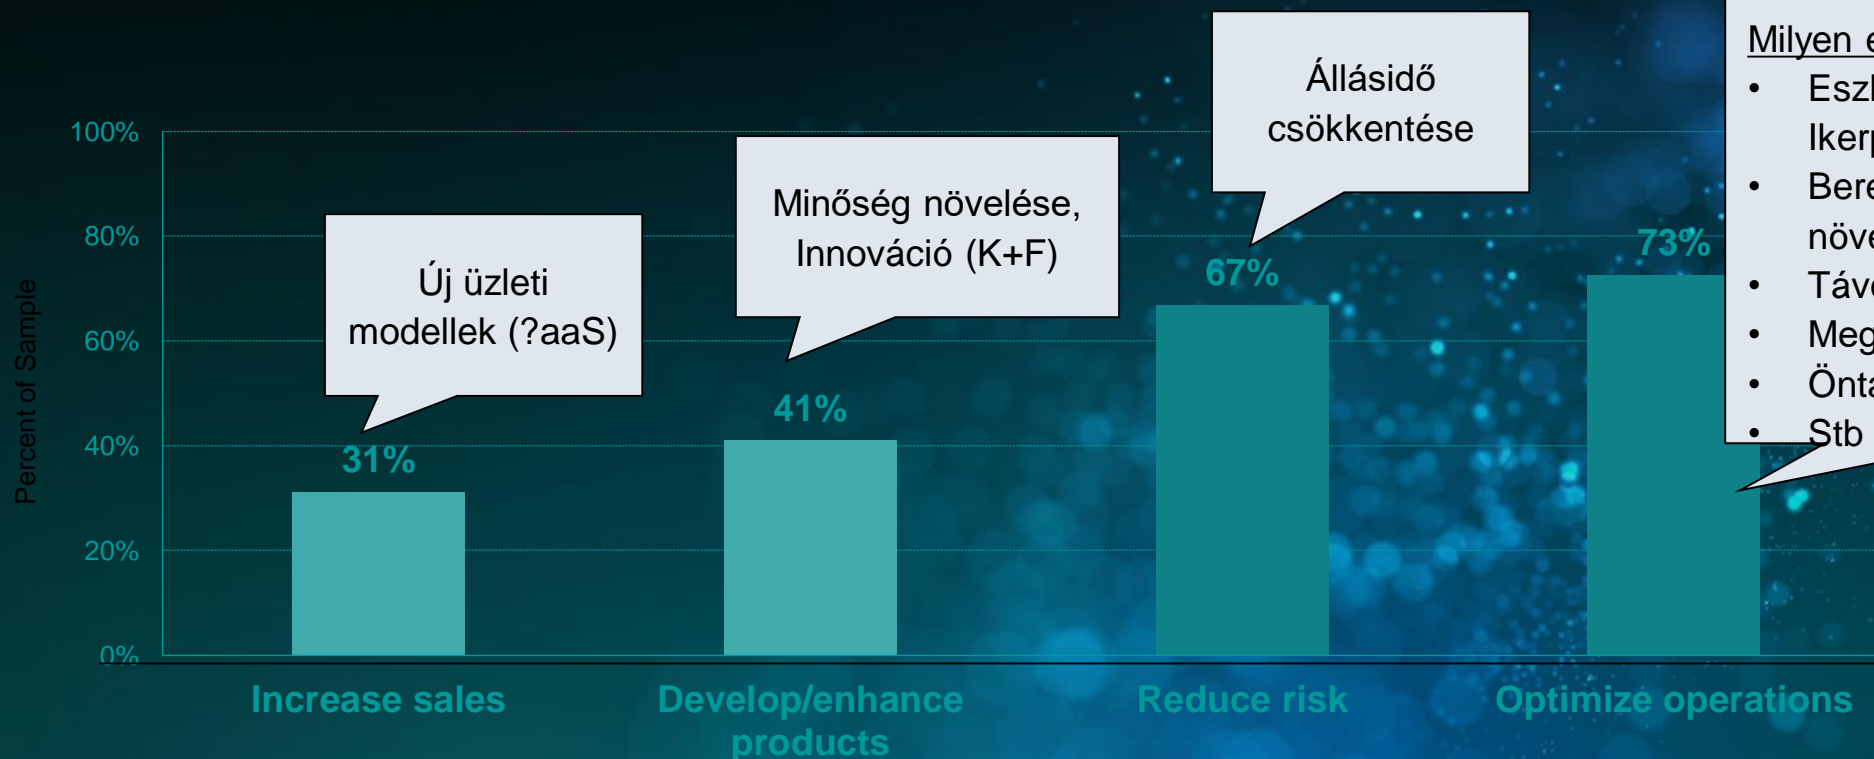 Percent of Sample
100%
80%
60%
40%
20%
0%
Új üzleti
modellek (?aaS)
31%
Increase sales
Minőség növelése,
Innováció (K+F)
41%
Develop/enhance
products
Állásidő
csökkentése
67%
Reduce risk
73%
Optimize operations
Milyen
•
•
•
•
•
• Stb